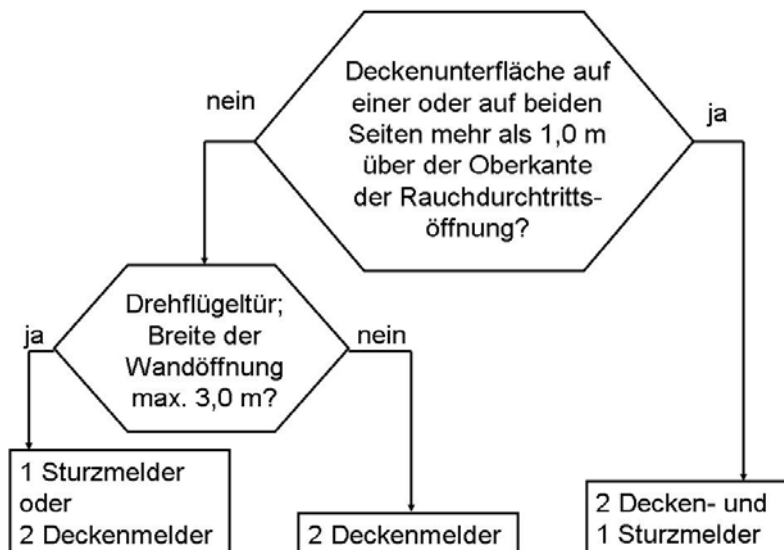 Deckenunterfläche auf
einer oder auf beiden
Seiten mehr als 1,0 m
über der Oberkante
der Rauchdurchtritts-
öffnung?
nein
ja
Drehflügeltür;
Breite der
Wandöffnung
max. 3,0 m?
ja
nein
1 Sturzmelder
oder
2 Deckenmelder
2 Deckenmelder
2 Decken- und
1 Sturzmelder